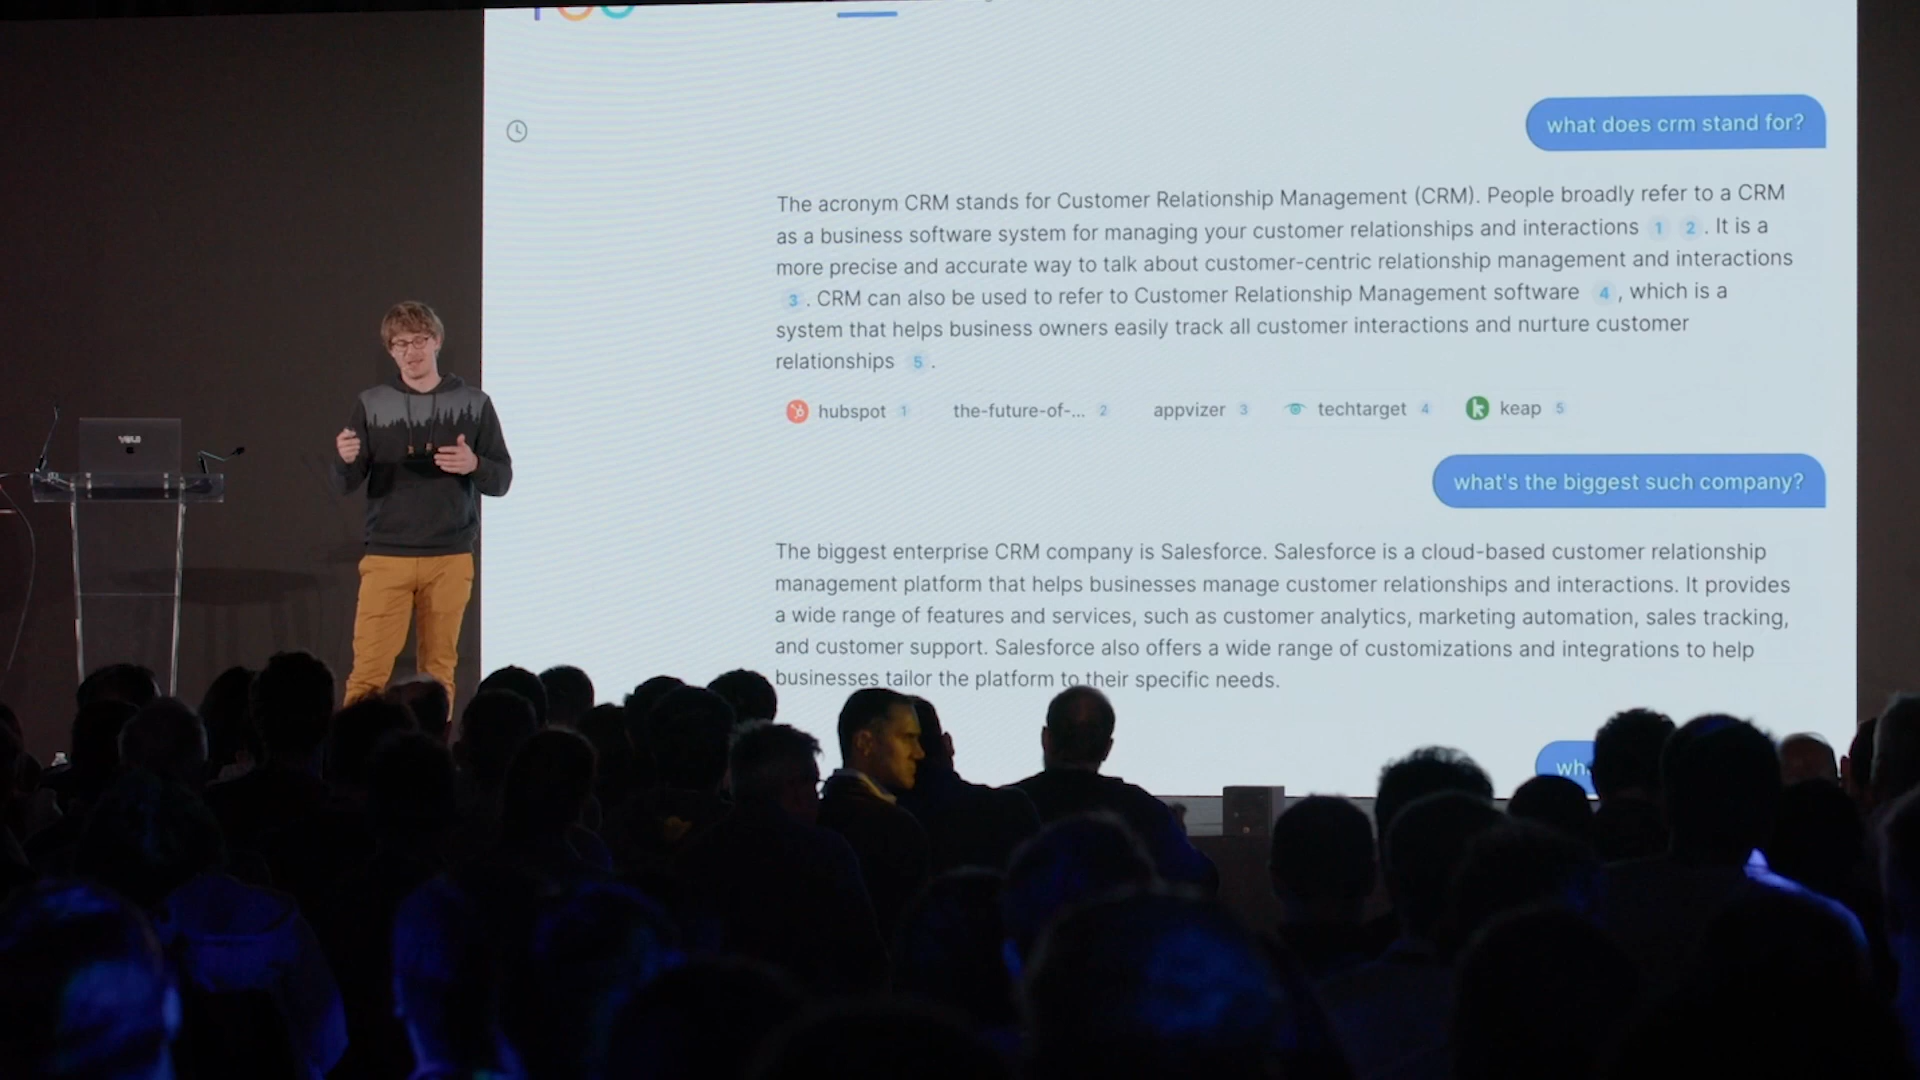 what does crm stand for?
The acronym CRM stands for Customer Relationship Management (CRM). People broadly refer to a CRM
as a business software system for managing your customer relationships and interactions 1 2 . It is a
more precise and accurate way to talk about customer-centric relationship management and interactions
3 . CRM can also be used to refer to Customer Relationship Management software 4 , which is a
system that helps business owners easily track all customer interactions and nurture customer
relationships 5 .
hubspot 1 the-future-of-... 2 appvizer 3 techtarget 4 keap 5
what's the biggest such company?
The biggest enterprise CRM company is Salesforce. Salesforce is a cloud-based customer relationship
management platform that helps businesses manage customer relationships and interactions. It provides
a wide range of features and services, such as customer analytics, marketing automation, sales tracking,
and customer support. Salesforce also offers a wide range of customizations and integrations to help
businesses tailor the platform to their specific needs.